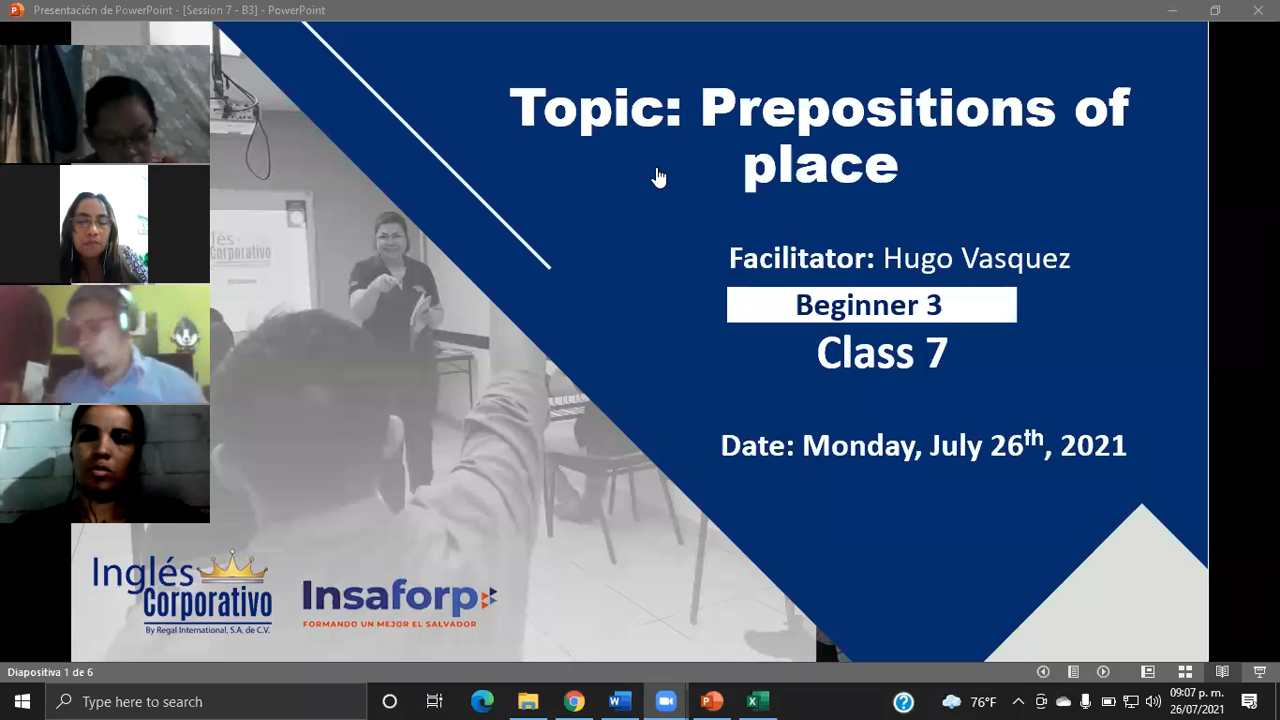 Presentación de PowerPoint - [Session 7 - B3] - PowerPoint
Topic: Prepositions of
place
Facilitator: Hugo Vasquez
Beginner 3
Class 7
Date: Monday, July 26th, 2021
Inglés
Corporativo
By Regal International, S.A. de C.V.
Insaforp
FORMANDO UN MEJOR EL SALVADOR
Diapositiva 1 de 6
Type here to search
76°F
09:07 p. m.
26/07/2021